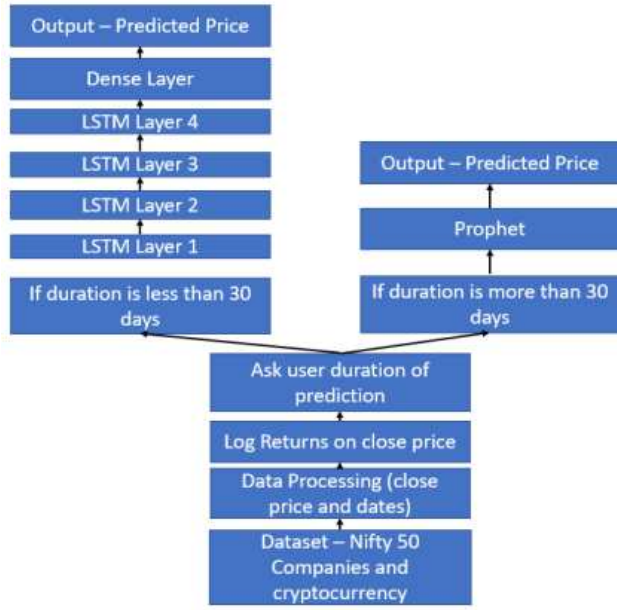 Output – Predicted Price
Dense Layer
LSTM Layer 4
LSTM Layer 3
LSTM Layer 2
LSTM Layer 1
If duration is less than 30
days
Output – Predicted Price
Prophet
If duration is more than 30
days
Ask user duration of
prediction
Log Returns on close price
Data Processing (close
price and dates)
Dataset – Nifty 50
Companies and
cryptocurrency